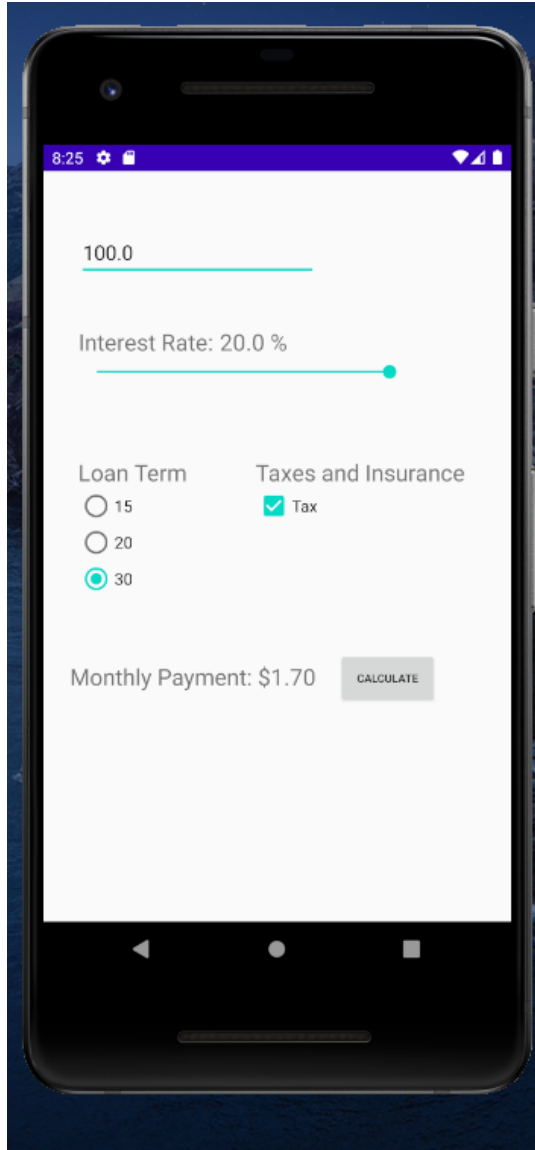 8:25
100.0
Interest Rate: 20.0 %
Loan Term
Taxes and Insurance
15
Tax
20
30
Monthly Payment: $1.70
CALCULATE